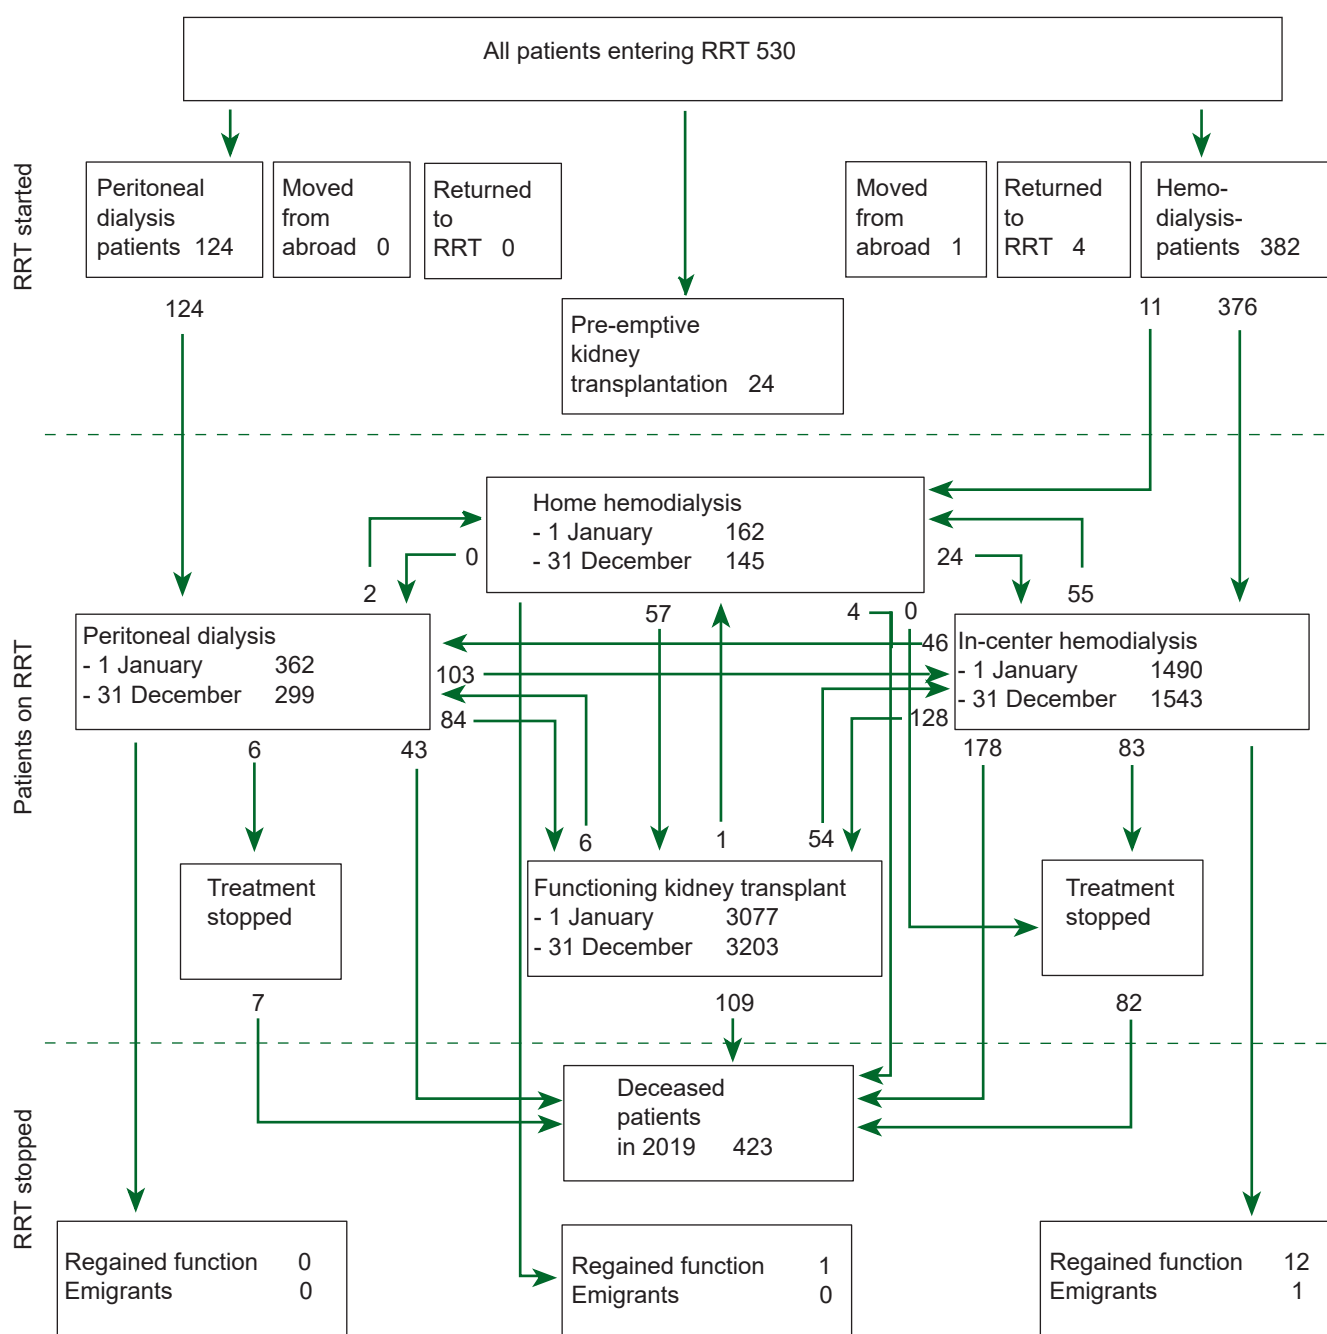 All patients entering RRT 530
RRT started
Peritoneal
dialysis
patients 124
Moved
from
abroad 0
Returned
to
RRT 0
Moved
from
abroad 1
Returned
to
RRT 4
Hemo-
dialysis-
patients 382
124
Pre-emptive
kidney
transplantation 24
11
376
Patients on RRT
Home hemodialysis
- 1 January 162
- 31 December 145
2
0
24
55
57
4
0
Peritoneal dialysis
- 1 January 362
- 31 December 299
46
103
84
128
In-center hemodialysis
- 1 January 1490
- 31 December 1543
6
43
178
83
6
1
54
Treatment
stopped
Functioning kidney transplant
- 1 January 3077
- 31 December 3203
Treatment
stopped
7
109
82
RRT stopped
Deceased
patients
in 2019 423
Regained function 0
Emigrants 0
Regained function 1
Emigrants 0
Regained function 12
Emigrants 1